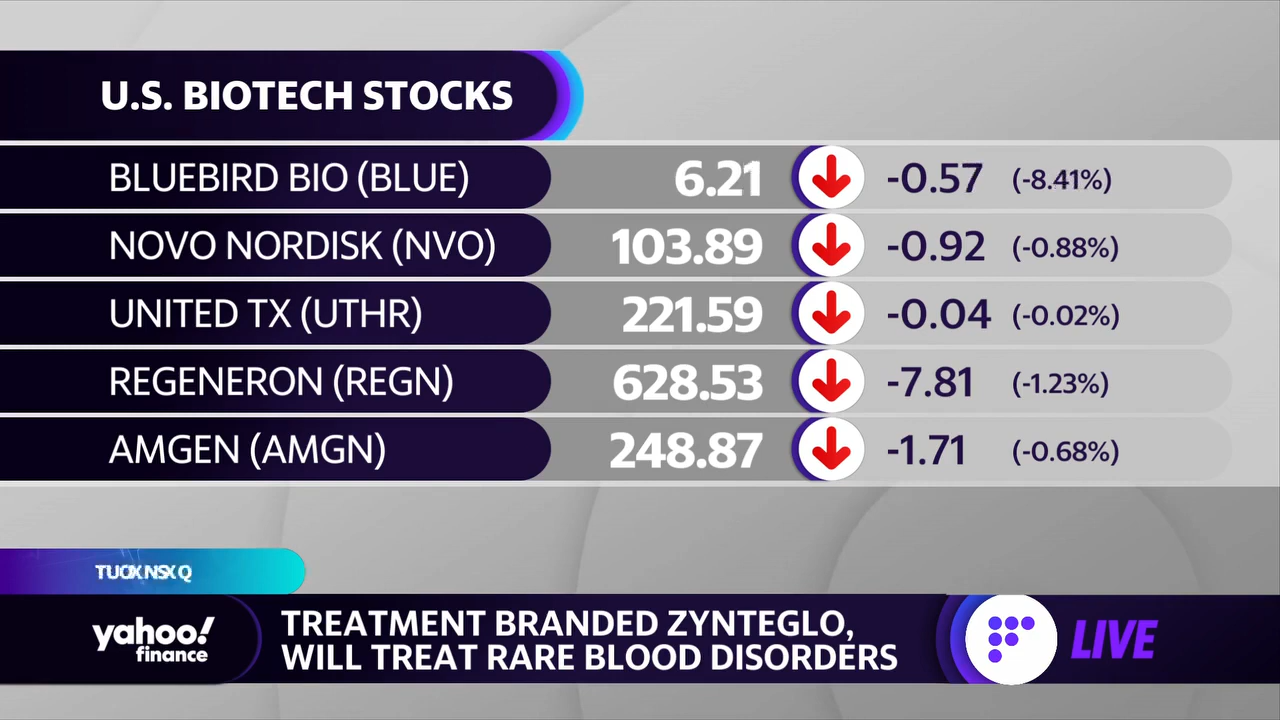 U.S. BIOTECH STOCKS
BLUEBIRD BIO (BLUE) 6.21 -0.57 (-8.41%)
NOVO NORDISK (NVO) 103.89 -0.92 (-0.88%)
UNITED TX (UTHR) 221.59 -0.04 (-0.02%)
REGENERON (REGN) 628.53 -7.81 (-1.23%)
AMGEN (AMGN) 248.87 -1.71 (-0.68%)
yahoo!
finance
TREATMENT BRANDED ZYNTEGLO,
WILL TREAT RARE BLOOD DISORDERS
LIVE